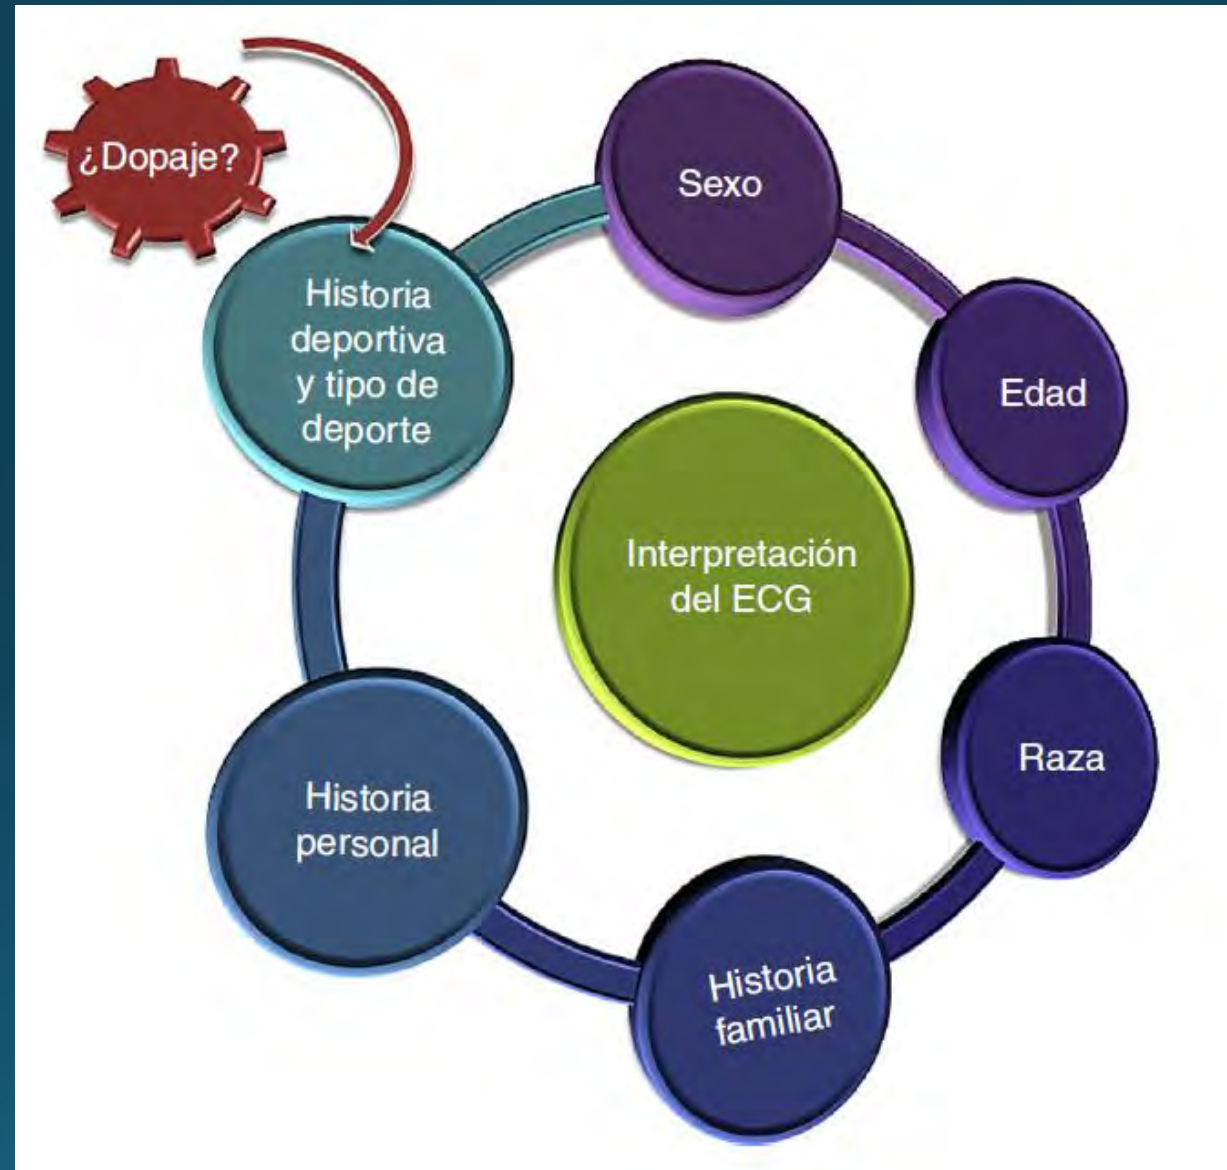 ¿Dopaje?
Sexo
Historia
deportiva
y tipo de
deporte
Edad
Interpretación
del ECG
Raza
Historia
personal
Historia
familiar